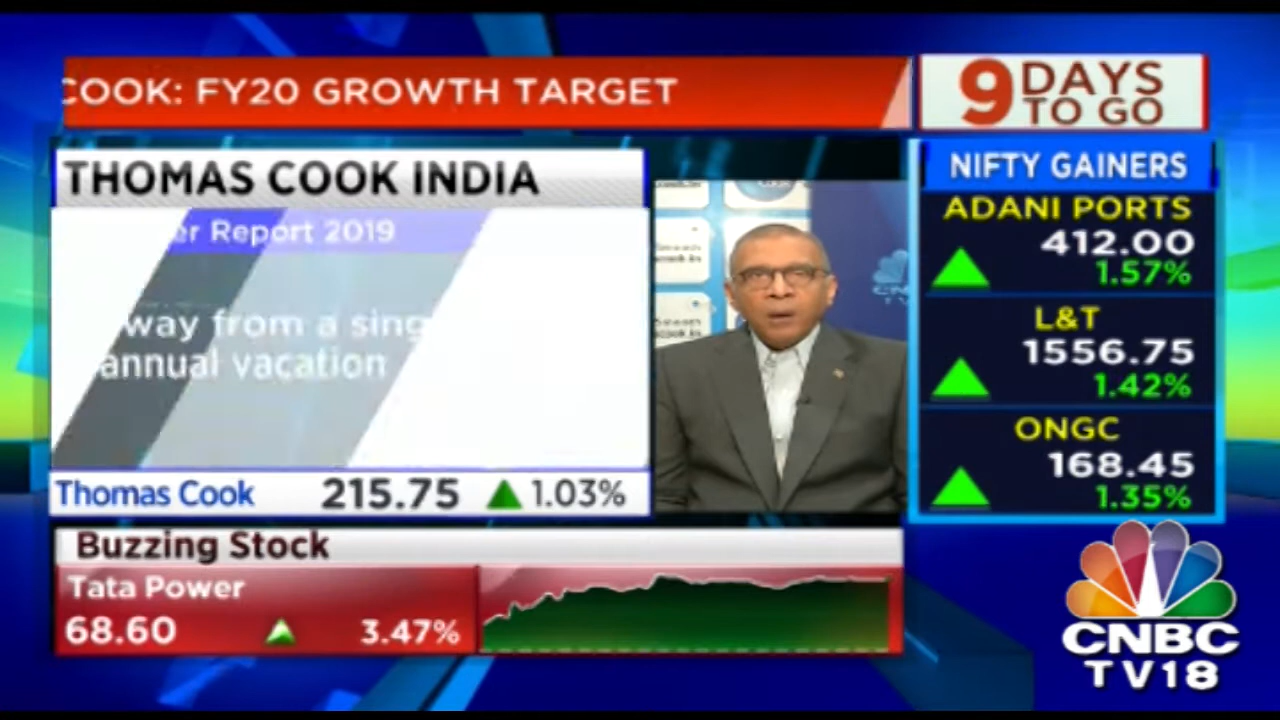 COOK: FY20 GROWTH TARGET
9 DAYS
TO GO
THOMAS COOK INDIA
er Report 2019
way from a sing
annual vacation
Thomas Cook 215.75 1.03%
NIFTY GAINERS
ADANI PORTS
412.00
1.57%
L&T
1556.75
1.42%
ONGC
168.45
1.35%
Buzzing Stock
Tata Power
68.60 3.47%
CNBC
TV18